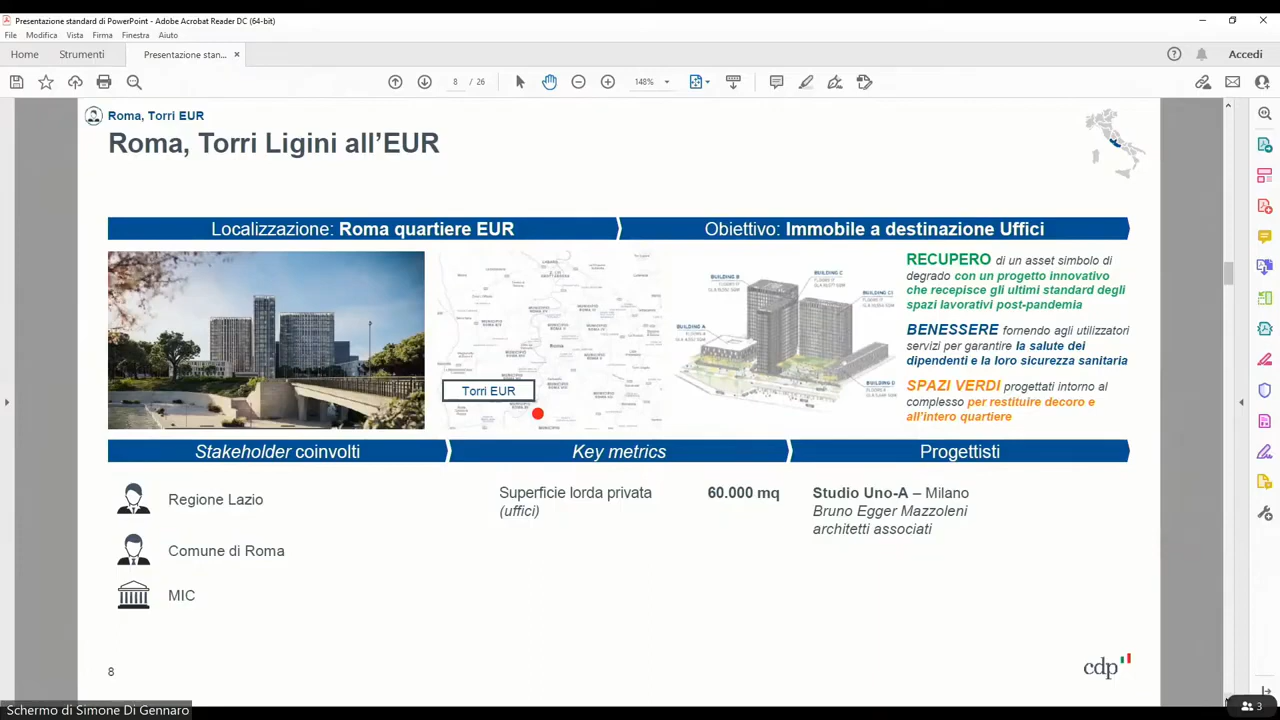 Presentazione standard di PowerPoint - Adobe Acrobat Reader DC (64-bit)
File Modifica Vista Firma Finestra Aiuto
Home Strumenti Presentazione stan... × Accedi
8 / 26 148%
Roma, Torri EUR
Roma, Torri Ligini all’EUR
Localizzazione: Roma quartiere EUR
Obiettivo: Immobile a destinazione Uffici
BUILDING A
BUILDING B
BUILDING C
BUILDING D
Torri EUR
RECUPERO di un asset simbolo di
degrado con un progetto innovativo
che recepisce gli ultimi standard degli
spazi lavorativi post-pandemia
BENESSERE fornendo agli utilizzatori
servizi per garantire la salute dei
dipendenti e la loro sicurezza sanitaria
SPAZI VERDI progettati intorno al
complesso per restituire decoro e
all’intero quartiere
Stakeholder coinvolti
Key metrics
Progettisti
Regione Lazio
Comune di Roma
MIC
Superficie lorda privata 60.000 mq
(uffici)
Studio Uno-A – Milano
Bruno Egger Mazzoleni
architetti associati
8
cdp
Schermo di Simone Di Gennaro
3